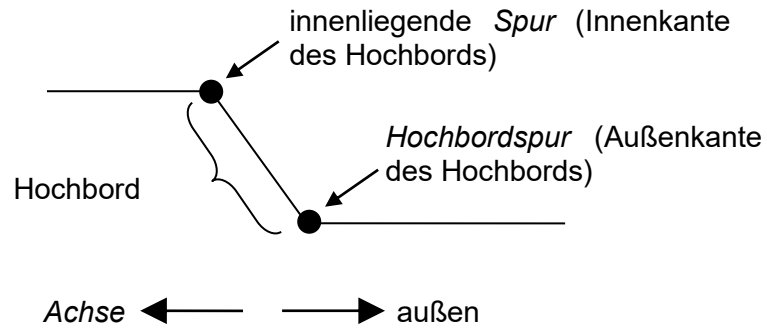 innenliegende Spur (Innenkante
des Hochbords)
Hochbordspur (Außenkante
des Hochbords)
Hochbord
Achse
außen